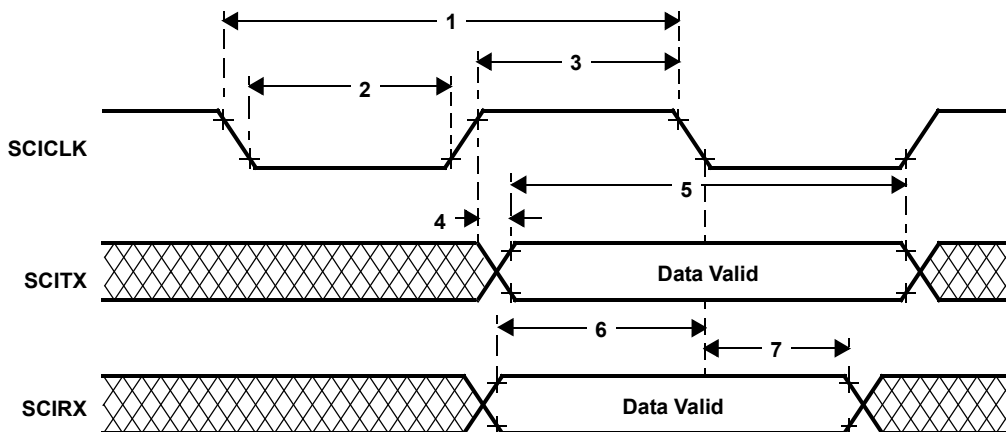 1
3
2
SCICLK
5
4
SCITX
Data Valid
6
7
SCIRX
Data Valid